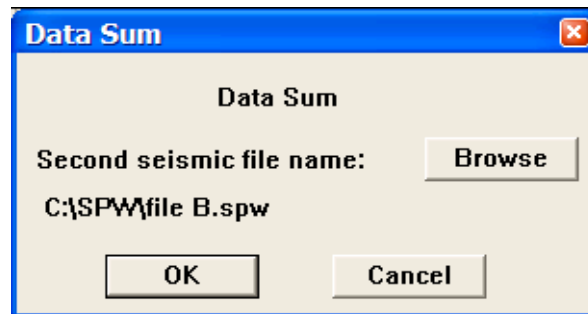 Data Sum
Data Sum
Second seismic file name: Browse
C:\SPW\file B.spw
OK Cancel